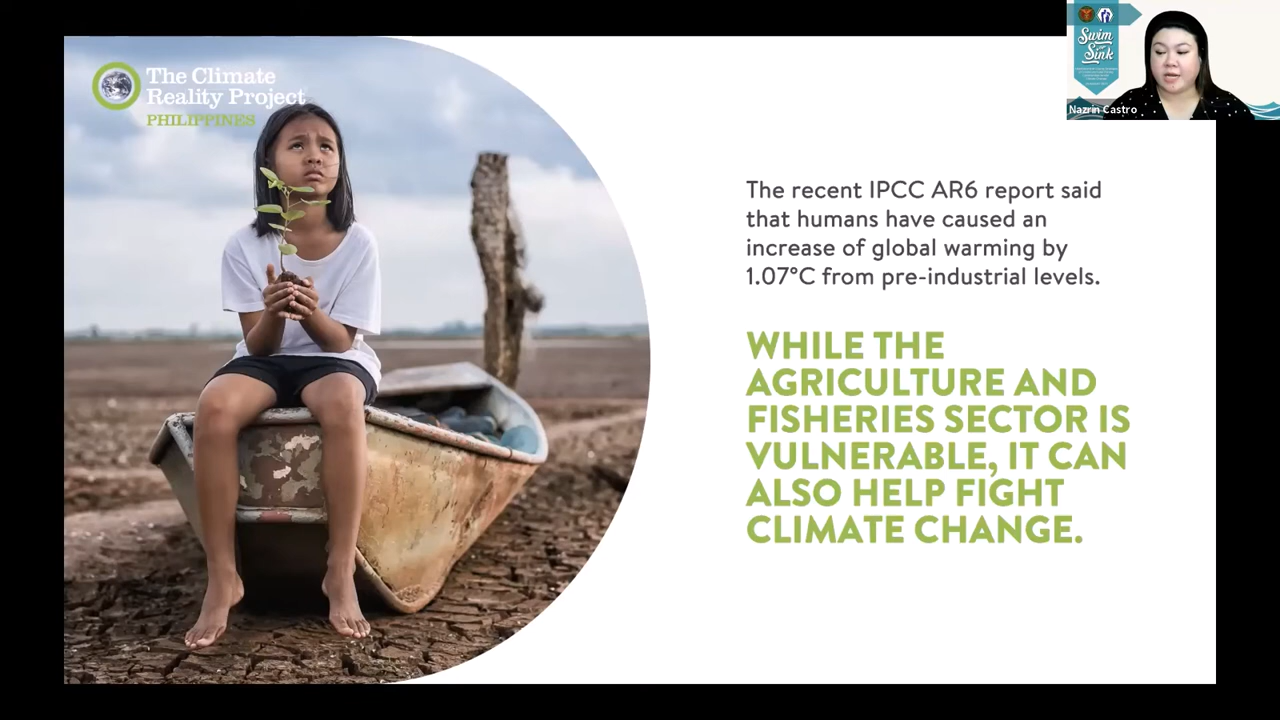 The Climate
Reality Project
PHILIPPINES
Swim
Sink
Nazrin Castro
The recent IPCC AR6 report said
that humans have caused an
increase of global warming by
1.07°C from pre-industrial levels.
WHILE THE
AGRICULTURE AND
FISHERIES SECTOR IS
VULNERABLE, IT CAN
ALSO HELP FIGHT
CLIMATE CHANGE.